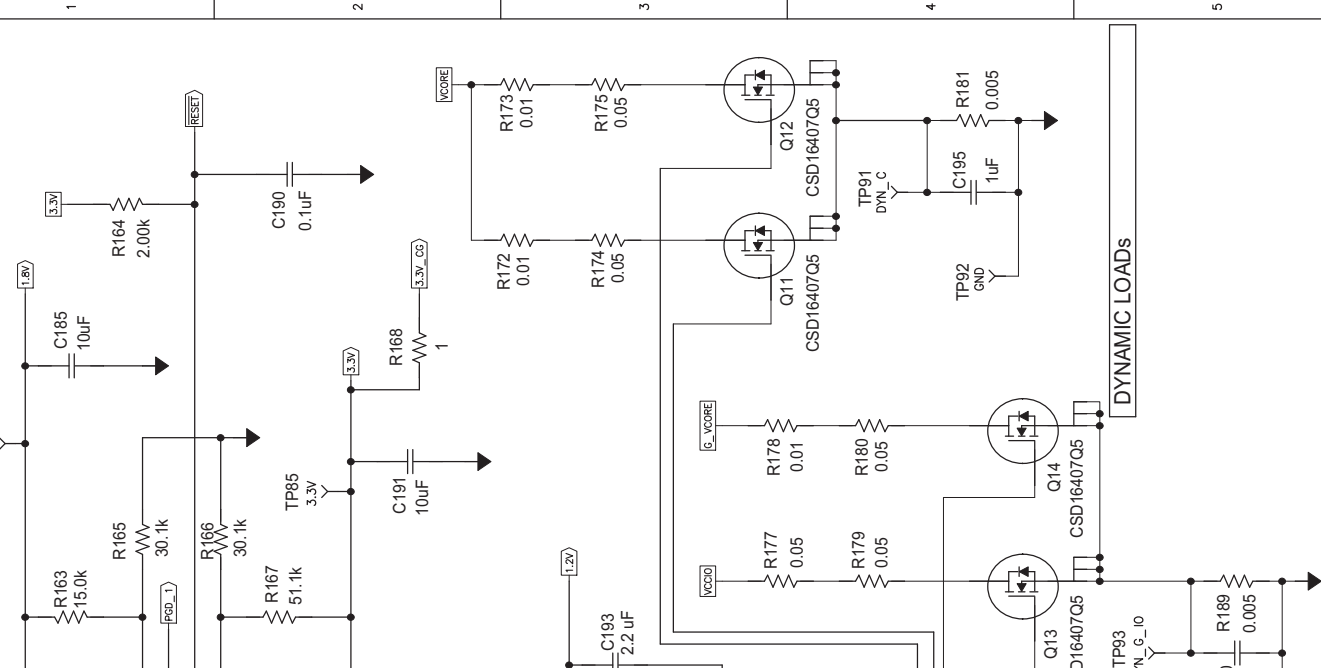 1
2
3
4
5
VCORE
R173
0.01
R175
0.05
Q12
CSD16407Q5
R181
0.005
C195
1uF
TP91
DYN_C
TP92
GND
R172
0.01
R174
0.05
Q11
CSD16407Q5
DYNAMIC LOADs
RESET
3.3V
R164
2.00k
C190
0.1uF
1.8V
C185
10uF
3.3V_CG
R168
1
3.3V
C191
10uF
TP85
3.3V
R165
30.1k
R166
30.1k
R163
15.0k
R167
51.1k
PGD_1
G_VCORE
R178
0.01
R180
0.05
Q14
CSD16407Q5
VCCIO
R177
0.05
R179
0.05
Q13
D16407Q5
1.2V
C193
2.2 uF
R189
0.005
TP93
YN_G_IO